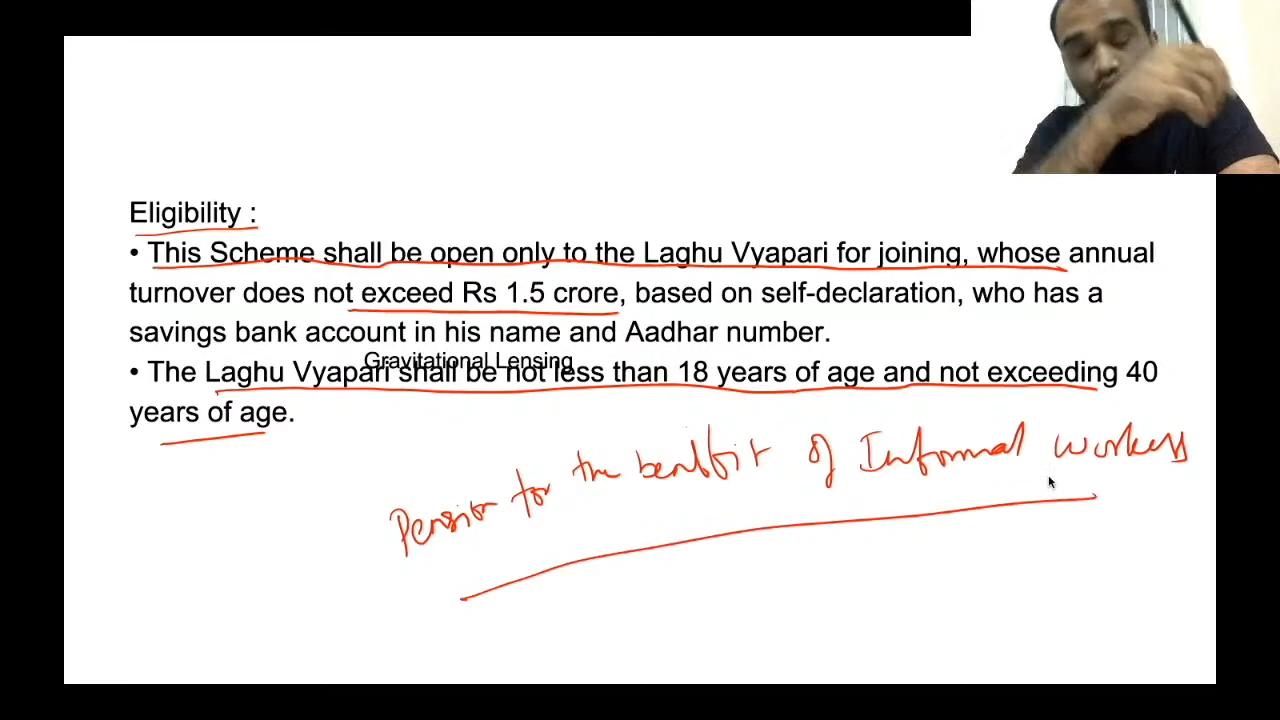 Eligibility :
• This Scheme shall be open only to the Laghu Vyapari for joining, whose annual
turnover does not exceed Rs 1.5 crore, based on self-declaration, who has a
savings bank account in his name and Aadhar number.
Gravitational Lensing
• The Laghu Vyapari shall be not less than 18 years of age and not exceeding 40
years of age.
Pension for the benefit of Informal workers